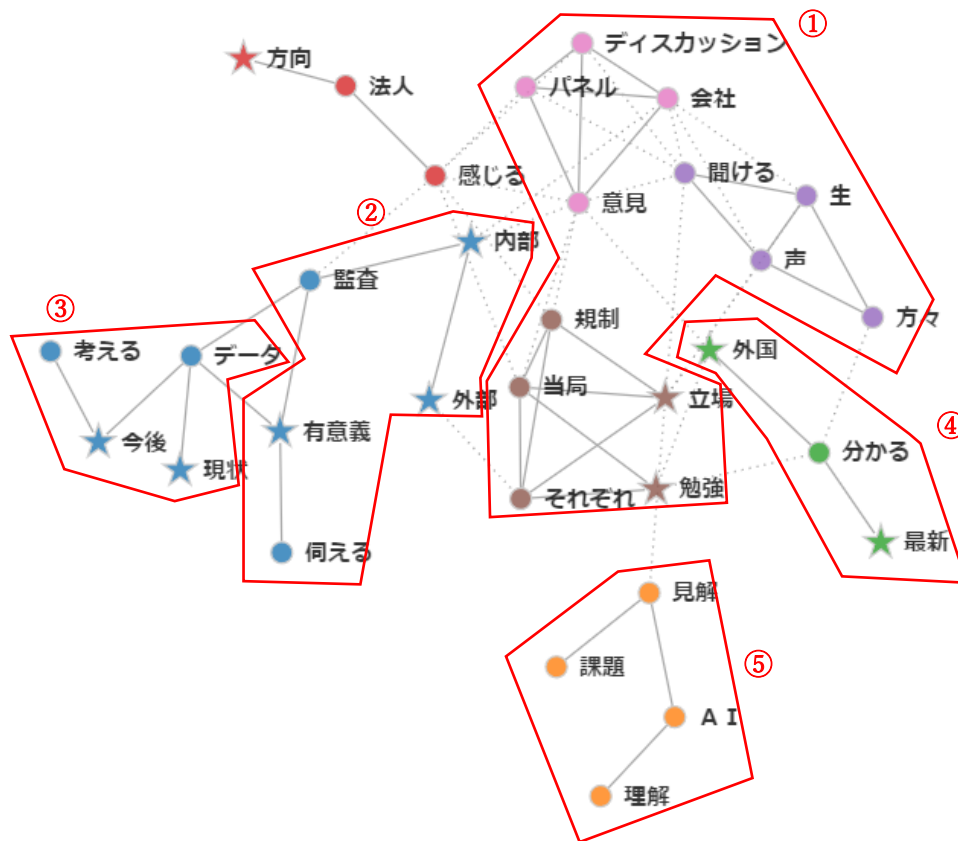 ①
ディスカッション
方向
パネル
法人
会社
感じる
聞ける
生
意見
②
内部
声
監査
③
規制
方々
考える
データ
外国
当局
立場
外部
④
今後
有意義
分かる
現状
勉強
それぞれ
伺える
最新
見解
課題
⑤
ＡＩ
理解